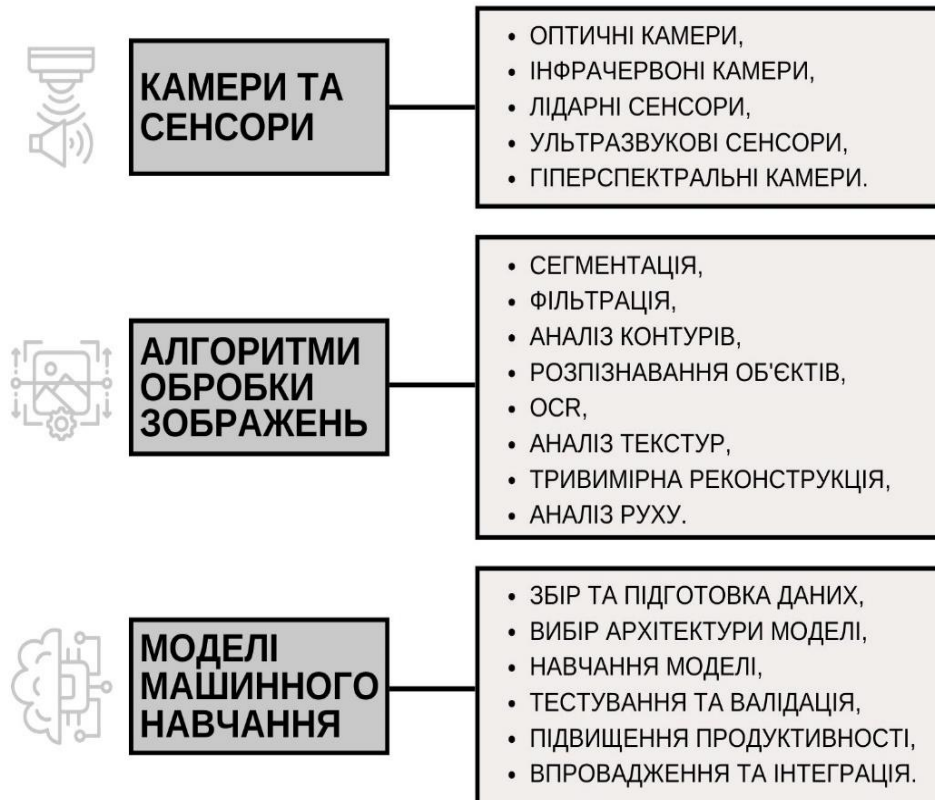 КАМЕРИ ТА
СЕНСОРИ
• ОПТИЧНІ КАМЕРИ,
• ІНФРАЧЕРВОНІ КАМЕРИ,
• ЛІДАРНІ СЕНСОРИ,
• УЛЬТРАЗВУКОВІ СЕНСОРИ,
• ГІПЕРСПЕКТРАЛЬНІ КАМЕРИ.
АЛГОРИТМИ
ОБРОБКИ
ЗОБРАЖЕНЬ
• СЕГМЕНТАЦІЯ,
• ФІЛЬТРАЦІЯ,
• АНАЛІЗ КОНТУРІВ,
• РОЗПІЗНАВАННЯ ОБ'ЄКТІВ,
• OCR,
• АНАЛІЗ ТЕКСТУР,
• ТРИВИМІРНА РЕКОНСТРУКЦІЯ,
• АНАЛІЗ РУХУ.
МОДЕЛІ
МАШИННОГО
НАВЧАННЯ
• ЗБІР ТА ПІДГОТОВКА ДАНИХ,
• ВИБІР АРХІТЕКТУРИ МОДЕЛІ,
• НАВЧАННЯ МОДЕЛІ,
• ТЕСТУВАННЯ ТА ВАЛІДАЦІЯ,
• ПІДВИЩЕННЯ ПРОДУКТИВНОСТІ,
• ВПРОВАДЖЕННЯ ТА ІНТЕГРАЦІЯ.